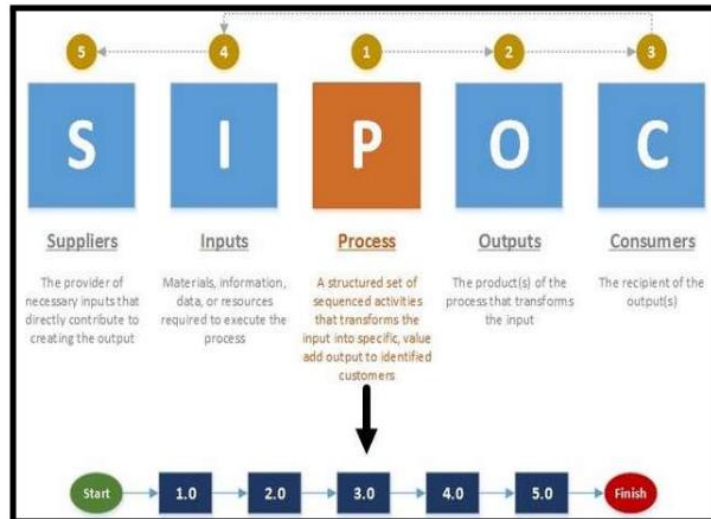 5 4 1 2 3
S I P O C
Suppliers
The provider of
necessary inputs that
directly contribute to
creating the output
Inputs
Materials, information,
data, or resources
required to execute the
process
Process
A structured set of
sequenced activities
that transforms the
input into specific, value
add output to identified
customers
Outputs
The product(s) of the
process that transforms
the input
Consumers
The recipient of the
output(s)
Start 1.0 2.0 3.0 4.0 5.0 Finish